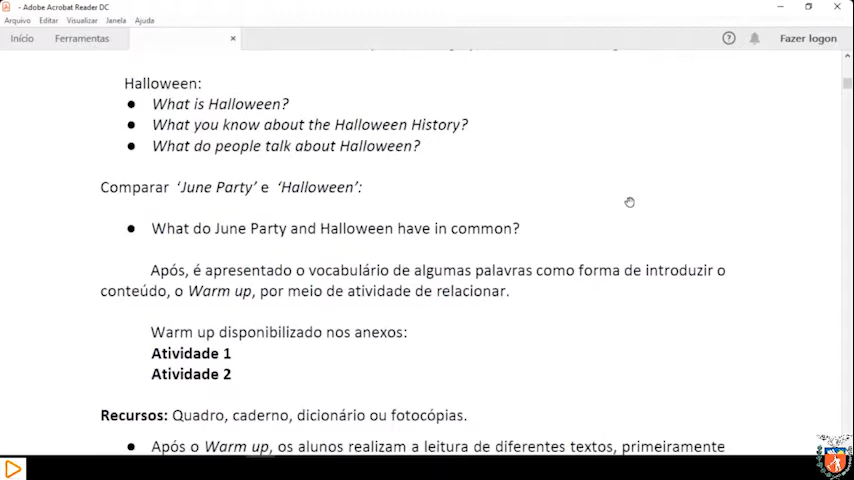 - Adobe Acrobat Reader DC
Arquivo Editar Visualizar Janela Ajuda
Início Ferramentas
Fazer logon
Halloween:
● What is Halloween?
● What you know about the Halloween History?
● What do people talk about Halloween?
Comparar 'June Party' e 'Halloween':
● What do June Party and Halloween have in common?
Após, é apresentado o vocabulário de algumas palavras como forma de introduzir o
conteúdo, o Warm up, por meio de atividade de relacionar.
Warm up disponibilizado nos anexos:
Atividade 1
Atividade 2
Recursos: Quadro, caderno, dicionário ou fotocópias.
● Após o Warm up, os alunos realizam a leitura de diferentes textos, primeiramente